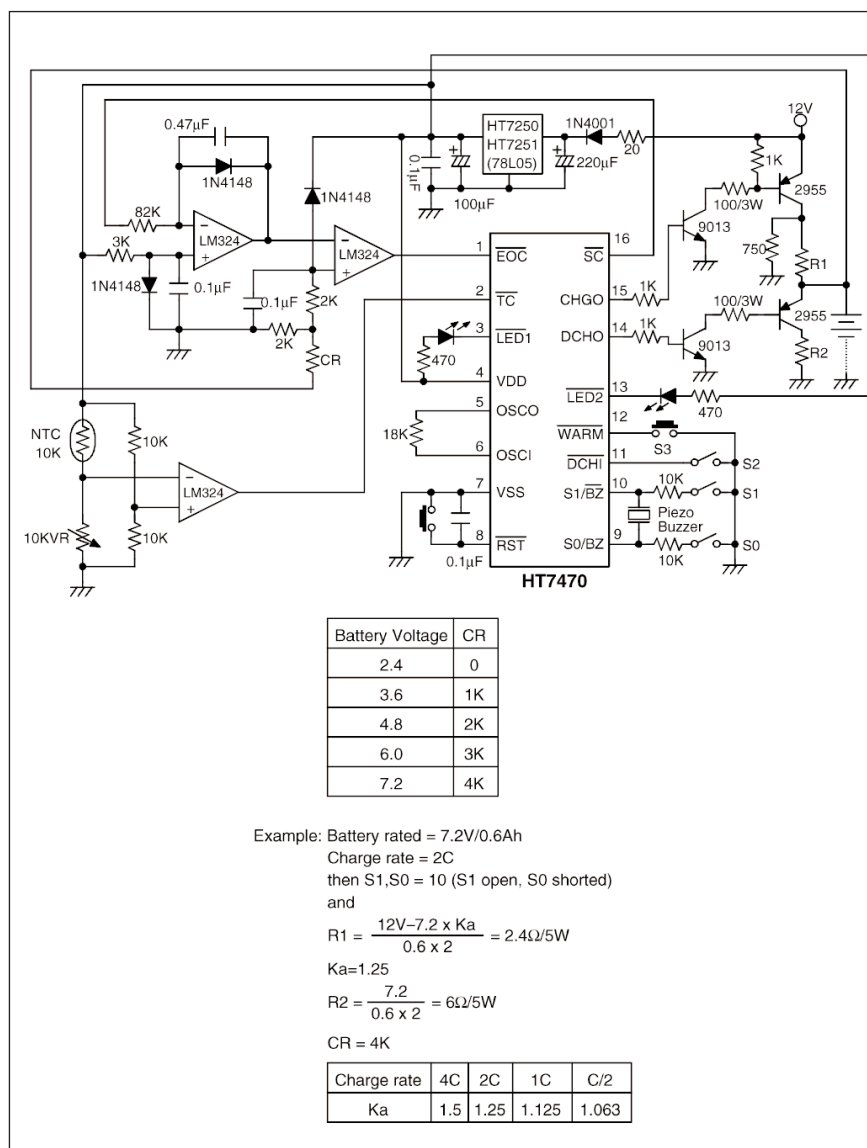 12V
0.47μF
HT7250
HT7251
(78L05)
1N4001
20
1K
1N4148
1N4148
0.1μF
100μF
220μF
100/3W
2955
82K
3K
LM324
LM324
9013
750
R1
1N4148
0.1μF
0.1μF
2K
2K
CR
1 EOC
SC 16
2 TC
CHGO 15
1K
3 LED1
DCHO 14
1K
100/3W
2955
9013
R2
470
4 VDD
LED2 13
470
5 OSCO
WARM 12
S3
18K
6 OSCI
DCHI 11
S2
7 VSS
S1/BZ 10
10K
S1
Piezo
Buzzer
8 RST
S0/BZ 9
10K
S0
0.1μF
HT7470
NTC
10K
10K
LM324
10KVR
10K
Battery Voltage CR
2.4 0
3.6 1K
4.8 2K
6.0 3K
7.2 4K
Example: Battery rated = 7.2V/0.6Ah
Charge rate = 2C
then S1,S0 = 10 (S1 open, S0 shorted)
and
R1 = 12V–7.2 x Ka / 0.6 x 2 = 2.4Ω/5W
Ka=1.25
R2 = 7.2 / 0.6 x 2 = 6Ω/5W
CR = 4K
Charge rate 4C 2C 1C C/2
Ka 1.5 1.25 1.125 1.063